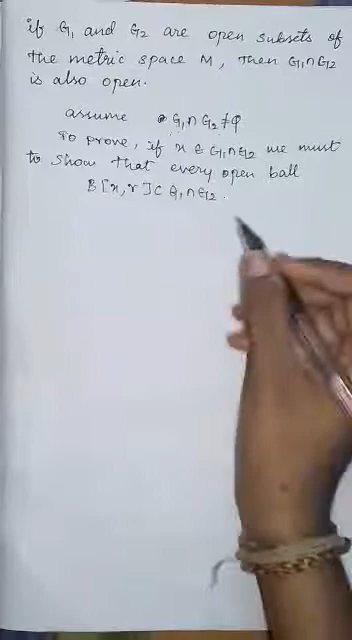 if G₁ and G₂ are open subsets of
the metric space M, then G₁∩G₂
is also open.
assume G₁∩G₂≠φ
To prove, if x ∈ G₁∩G₂ we must
to show that every open ball
B[x,r]⊂ G₁∩G₂.